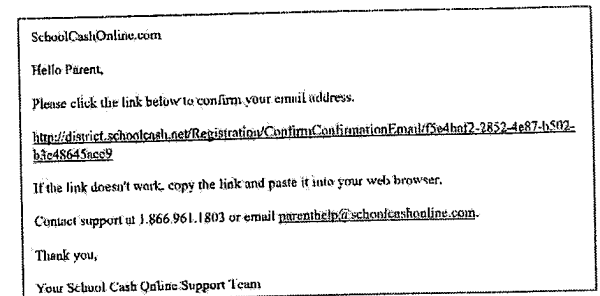 SchoolCashOnline.com
Hello Parent,
Please click the link below to confirm your email address.
http://district.schoolcash.net/Registration/ConfirmConfirmationEmail/f5e4baf2-2852-4e87-b502-
b3c48645acc9
If the link doesn't work, copy the link and paste it into your web browser.
Contact support at 1.866.961.1803 or email parenthelp@schoolcashonline.com.
Thank you,
Your School Cash Online Support Team